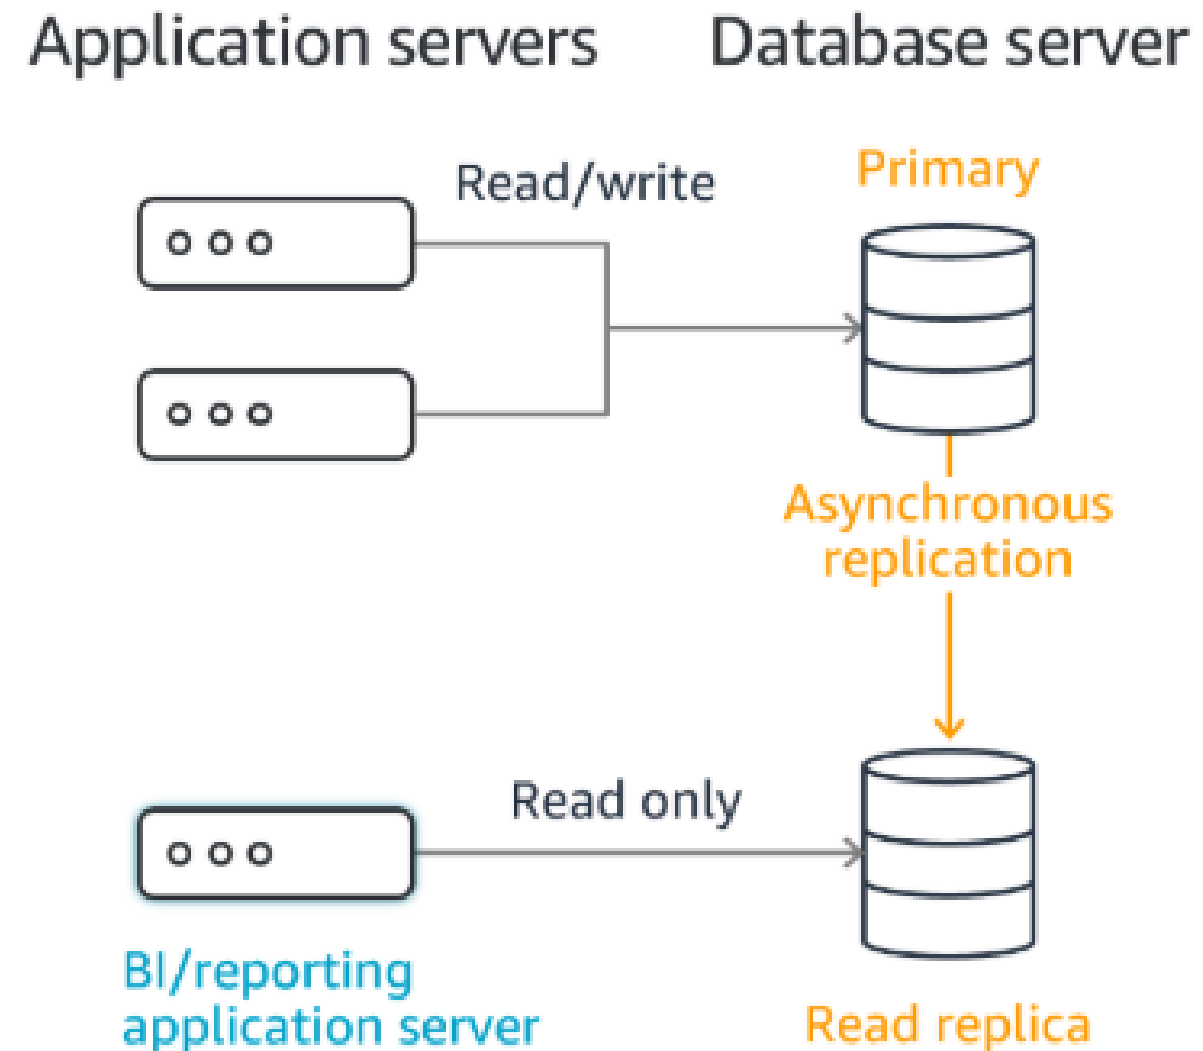 Application servers
Database server
Read/write
Primary
Asynchronous
replication
Read only
BI/reporting
application server
Read replica